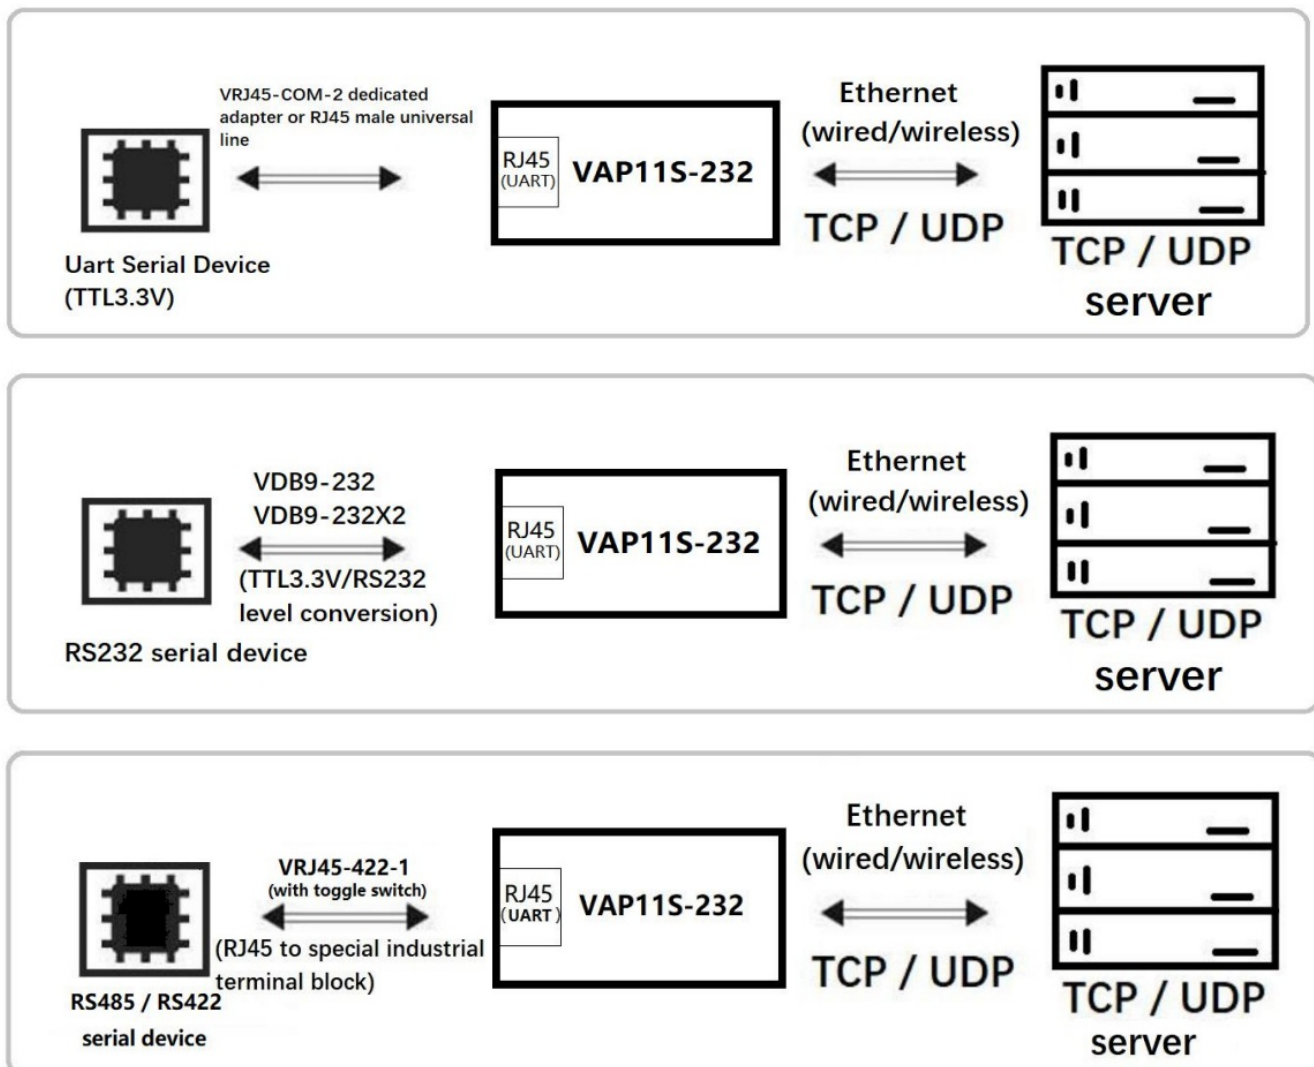 VRJ45-COM-2 dedicated
adapter or RJ45 male universal
line
Uart Serial Device
(TTL3.3V)
RJ45
(UART)
VAP11S-232
Ethernet
(wired/wireless)
TCP / UDP
TCP / UDP
server
VDB9-232
VDB9-232X2
(TTL3.3V/RS232
level conversion)
RS232 serial device
RJ45
(UART)
VAP11S-232
Ethernet
(wired/wireless)
TCP / UDP
TCP / UDP
server
VRJ45-422-1
(with toggle switch)
(RJ45 to special industrial
terminal block)
RS485 / RS422
serial device
RJ45
(UART)
VAP11S-232
Ethernet
(wired/wireless)
TCP / UDP
TCP / UDP
server